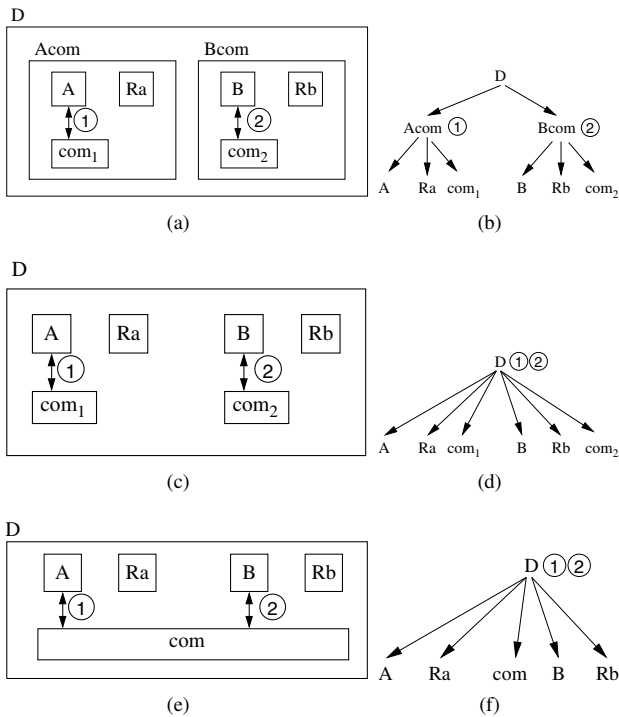 D
Acom Bcom
A Ra B Rb
1 2
com1 com2
(a)
D
Acom 1 Bcom 2
A Ra com1 B Rb com2
(b)
D
A Ra B Rb
1 2
com1 com2
(c)
D 1 2
A Ra com1 B Rb com2
(d)
D
A Ra B Rb
1 2
com
(e)
D 1 2
A Ra com B Rb
(f)